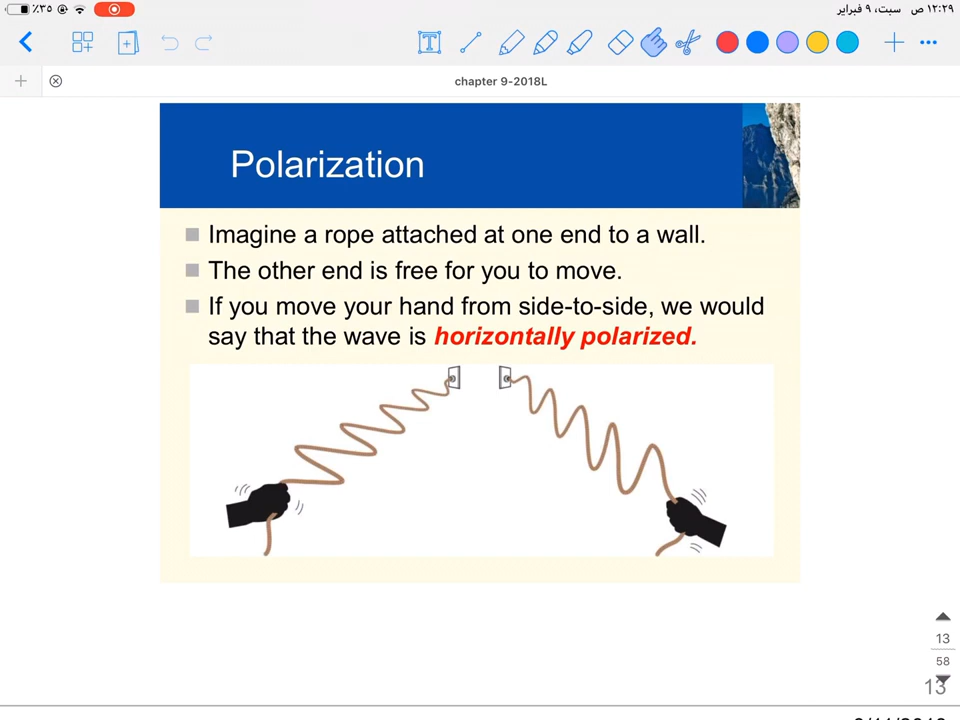 ٪٣٥ سبت، ٩ فبراير ١٢:٢٩ ص
T
chapter 9-2018L
Polarization
Imagine a rope attached at one end to a wall.
The other end is free for you to move.
If you move your hand from side-to-side, we would
say that the wave is horizontally polarized.
13
58
13